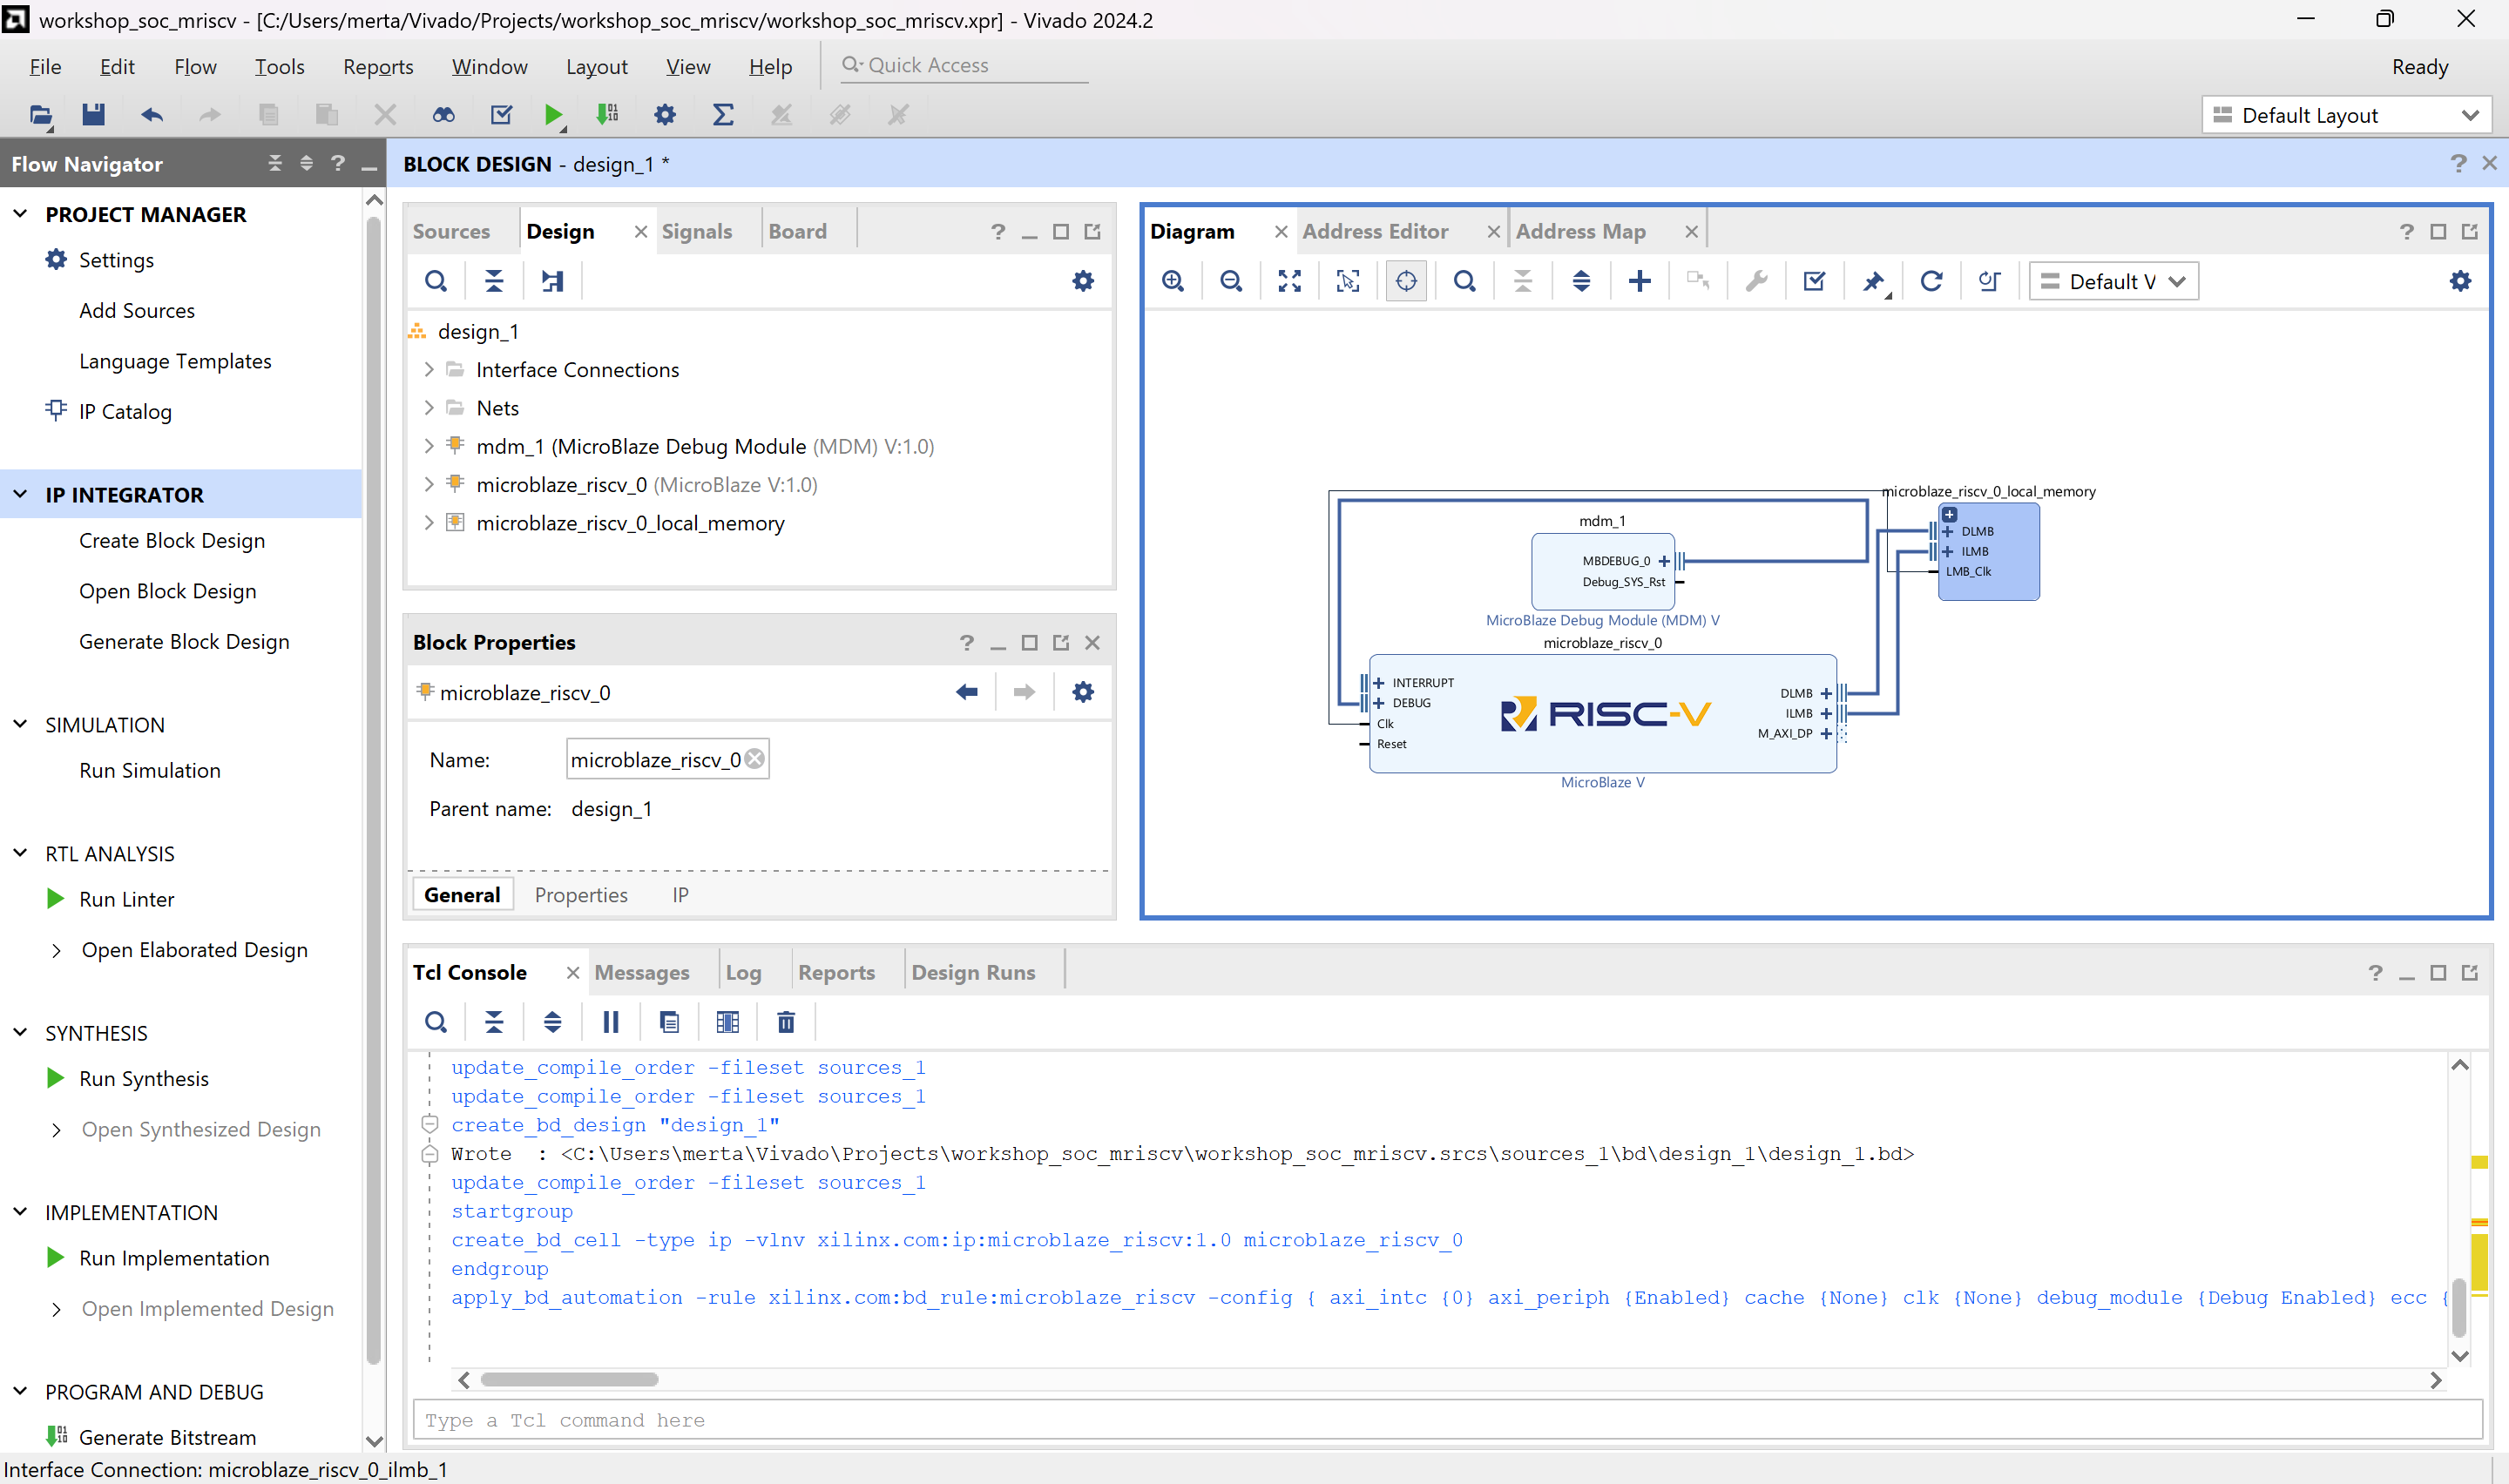 workshop_soc_mriscv - [C:/Users/merta/Vivado/Projects/workshop_soc_mriscv/workshop_soc_mriscv.xpr] - Vivado 2024.2
File Edit Flow Tools Reports Window Layout View Help Quick Access Ready
Default Layout
Flow Navigator
PROJECT MANAGER
Settings
Add Sources
Language Templates
IP Catalog
IP INTEGRATOR
Create Block Design
Open Block Design
Generate Block Design
SIMULATION
Run Simulation
RTL ANALYSIS
Run Linter
Open Elaborated Design
SYNTHESIS
Run Synthesis
Open Synthesized Design
IMPLEMENTATION
Run Implementation
Open Implemented Design
PROGRAM AND DEBUG
Generate Bitstream
BLOCK DESIGN - design_1 *
Sources Design Signals Board
design_1
Interface Connections
Nets
mdm_1 (MicroBlaze Debug Module (MDM) V:1.0)
microblaze_riscv_0 (MicroBlaze V:1.0)
microblaze_riscv_0_local_memory
Block Properties
microblaze_riscv_0
Name: microblaze_riscv_0
Parent name: design_1
General Properties IP
Diagram Address Editor Address Map
Default V
microblaze_riscv_0_local_memory
DLMB
ILMB
LMB_Clk
mdm_1
MBDEBUG_0
Debug_SYS_Rst
MicroBlaze Debug Module (MDM) V
microblaze_riscv_0
INTERRUPT
DEBUG
Clk
Reset
RISC-V
DLMB
ILMB
M_AXI_DP
MicroBlaze V
Tcl Console Messages Log Reports Design Runs
update_compile_order -fileset sources_1
update_compile_order -fileset sources_1
create_bd_design "design_1"
Wrote  : <C:\Users\merta\Vivado\Projects\workshop_soc_mriscv\workshop_soc_mriscv.srcs\sources_1\bd\design_1\design_1.bd>
update_compile_order -fileset sources_1
startgroup
create_bd_cell -type ip -vlnv xilinx.com:ip:microblaze_riscv:1.0 microblaze_riscv_0
endgroup
apply_bd_automation -rule xilinx.com:bd_rule:microblaze_riscv -config { axi_intc {0} axi_periph {Enabled} cache {None} clk {None} debug_module {Debug Enabled} ecc {
Type a Tcl command here
Interface Connection: microblaze_riscv_0_ilmb_1